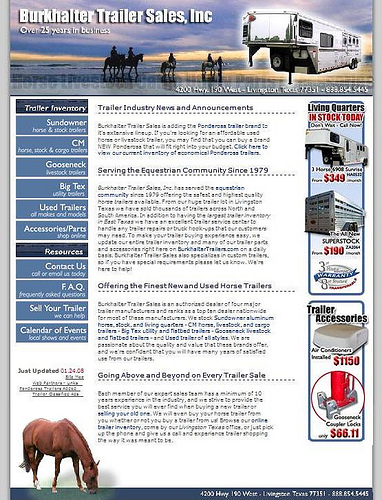 Burkhalter Trailer Sales, Inc
Over 25 years in business
4200 Hwy. 190 West - Livingston, Texas 77351 - 888.854.5445
Trailer Inventory
Sundowner
horse & stock trailers
CM
horse, stock & cargo trailers
Gooseneck
livestock trailers
Big Tex
utility trailers
Used Trailers
all makes and models
Accessories/Parts
shop online
Resources
Contact Us
call or email us today
F.A.Q.
frequently asked questions
Sell Your Trailer
we can help
Calendar of Events
local shows and events
Just Updated 01.24.08
Trailer Industry News and Announcements
Burkhalter Trailer Sales is adding the Ponderosa trailer brand to
it's extensive lineup. If you're looking for an affordable used
horse or livestock trailer, you may find that you can buy a brand
NEW Ponderosa that will fit right into your budget. Click here to
view our current inventory of economical Ponderosa trailers.
Serving the Equestrian Community Since 1979
Burkhalter Trailer Sales, Inc. has served the equestrian
community since 1979 offering the safest and highest quality
horse trailers available. From our huge trailer lot in Livingston
Texas we have sold thousands of trailers across North and
South America. In addition to having the largest trailer inventory
in East Texas we have an excellent trailer service center to
handle any trailer repairs or truck hook-ups that our customers
may need. To make your trailer buying experience easy, we
update our entire trailer inventory and many of our trailer parts
and accessories right here on BurkhalterTrailers.com on a daily
basis. Burkhalter Trailer Sales also specializes in custom trailers,
so if you have special requirements please let us know. We're
here to help!
Offering the Finest New and Used Horse Trailers
Burkhalter Trailer Sales is an authorized dealer of four major
trailer manufacturers and ranks as a top ten dealer nationwide
for most of these manufacturers. We stock Sundowner aluminum
horse, stock, and living quarters - CM horse, livestock, and cargo
trailers - Big Tex utility and flatbed trailers - Gooseneck livestock
and flatbed trailers - and Used trailer of all styles. We are
passionate about the quality and value that these brands offer,
and we're confident that you will have many years of satisfied
use from our trailers.
Going Above and Beyond on Every Trailer Sale
Each member of our expert sales team has a minimum of 10
years experience in the industry, and we strive to provide the
best service you will ever find when buying a new trailer or
selling your old one. We will even buy your horse trailer from
you whether or not you buy a trailer from us! Browse our online
trailer inventory, come by our Livingston Texas lot, or just pick
up the phone and give us a call and experience trailer shopping
the way it was meant to be.
Living Quarters
IN STOCK TODAY
Don't Wait - Call Now!
3 Horse 6908 Sunrise
From $349
The All New
SUPERSTOCK
From $190
WARRANTY
Trailer
Accessories
Air Conditioners
Installed $1150
Gooseneck
Coupler Locks
only $66.11
4200 Hwy. 190 West - Livingston, Texas 77351 - 888.854.5445